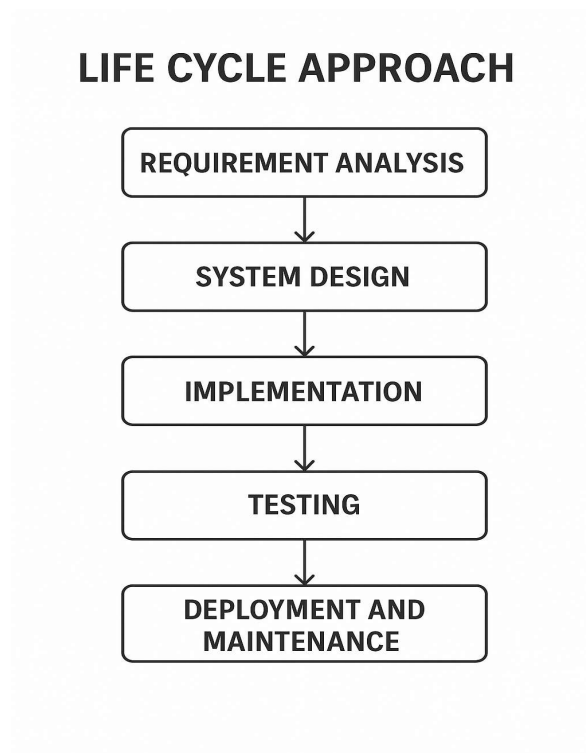 LIFE CYCLE APPROACH
REQUIREMENT ANALYSIS
SYSTEM DESIGN
IMPLEMENTATION
TESTING
DEPLOYMENT AND
MAINTENANCE